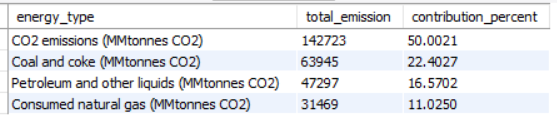 energy_type total_emission contribution_percent
CO2 emissions (MMtonnes CO2) 142723 50.0021
Coal and coke (MMtonnes CO2) 63945 22.4027
Petroleum and other liquids (MMtonnes CO2) 47297 16.5702
Consumed natural gas (MMtonnes CO2) 31469 11.0250